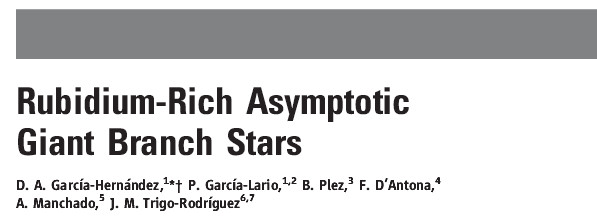 Rubidium-Rich Asymptotic
Giant Branch Stars
D. A. García-Hernández,¹*† P. García-Lario,¹,² B. Plez,³ F. D'Antona,⁴
A. Manchado,⁵ J. M. Trigo-Rodríguez⁶,⁷